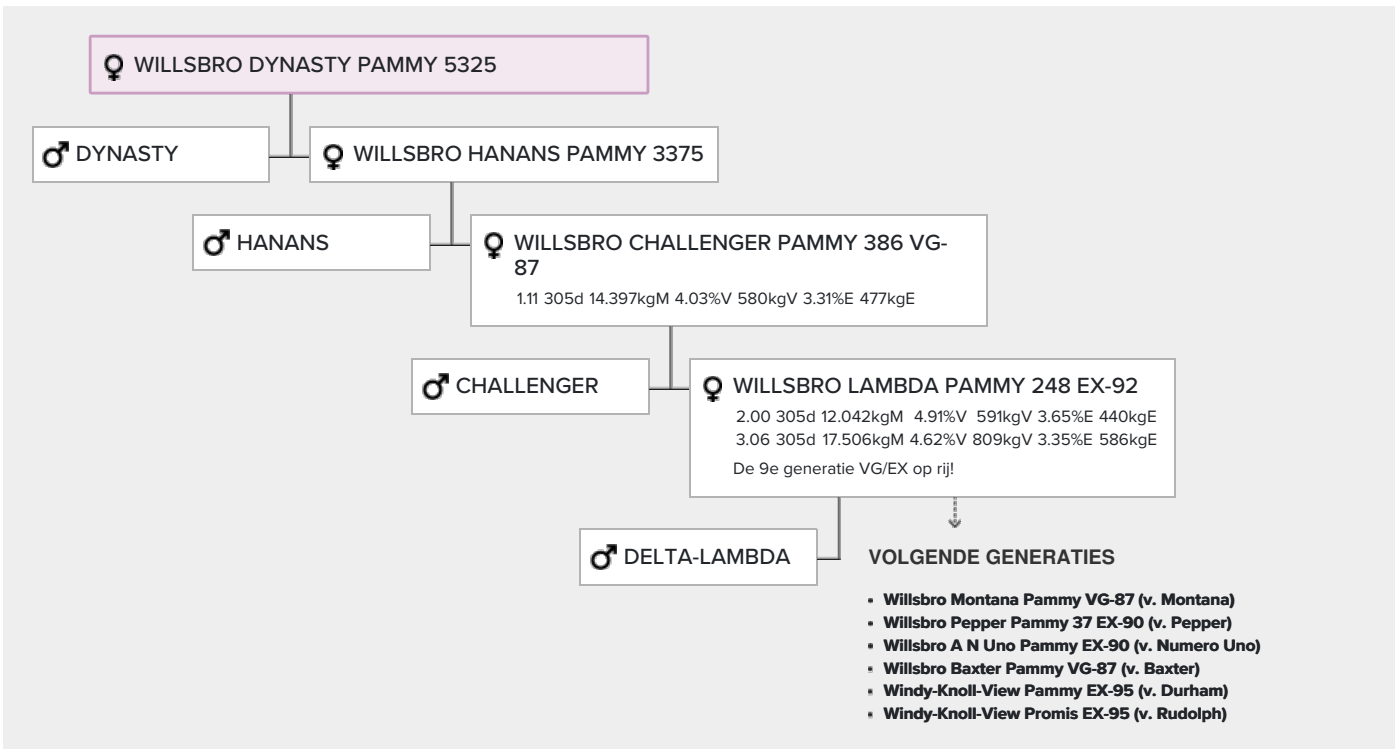 WILLSBRO DYNASTY PAMMY 5325
DYNASTY
WILLSBRO HANANS PAMMY 3375
HANANS
WILLSBRO CHALLENGER PAMMY 386 VG-
87
1.11 305d 14.397kgM 4.03%V 580kgV 3.31%E 477kgE
CHALLENGER
WILLSBRO LAMBDA PAMMY 248 EX-92
2.00 305d 12.042kgM 4.91%V 591kgV 3.65%E 440kgE
3.06 305d 17.506kgM 4.62%V 809kgV 3.35%E 586kgE
De 9e generatie VG/EX op rij!
DELTA-LAMBDA
VOLGENDE GENERATIES
Willsbro Montana Pammy VG-87 (v. Montana)
Willsbro Pepper Pammy 37 EX-90 (v. Pepper)
Willsbro A N Uno Pammy EX-90 (v. Numero Uno)
Willsbro Baxter Pammy VG-87 (v. Baxter)
Windy-Knoll-View Pammy EX-95 (v. Durham)
Windy-Knoll-View Promis EX-95 (v. Rudolph)